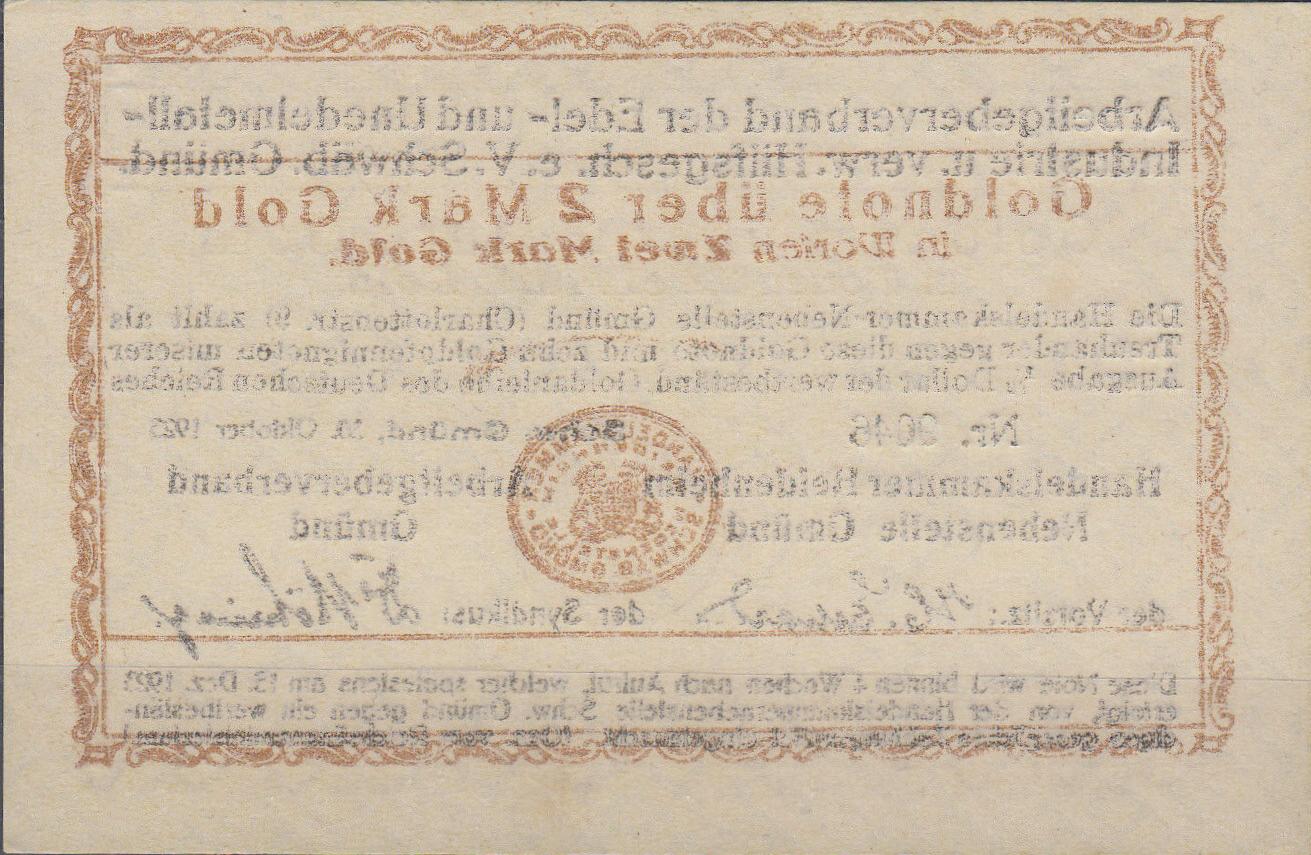 Arbeitgeberverband der Edel- und Unedelmetall-
Industrie u. verw. Hilfsgesch. e. V. Schwäb. Gmünd.
Goldnote über 2 Mark Gold
in Worten Zwei Mark Gold.
Die Handelskammer-Nebenstelle Gmünd (Charlottenstr. 9) zahlt als
Treuhänder gegen diese Goldnote und zehn Goldpfennignoten unserer
Ausgabe ½ Dollar der wertbeständ. Goldanleihe des Deutschen Reiches
Nr. 9046 Schw. Gmünd, 31. Oktober 1923
Handelskammer Heidenheim Arbeitgeberverband
Nebenstelle Gmünd Gmünd
der Vorsitz.: der Syndikus:
Diese Note wird binnen 4 Wochen nach Aufruf, welcher spätestens am 15. Dez. 1923
erfolgt, von der Handelskammernebenstelle Schw. Gmünd gegen ein wertbestän-